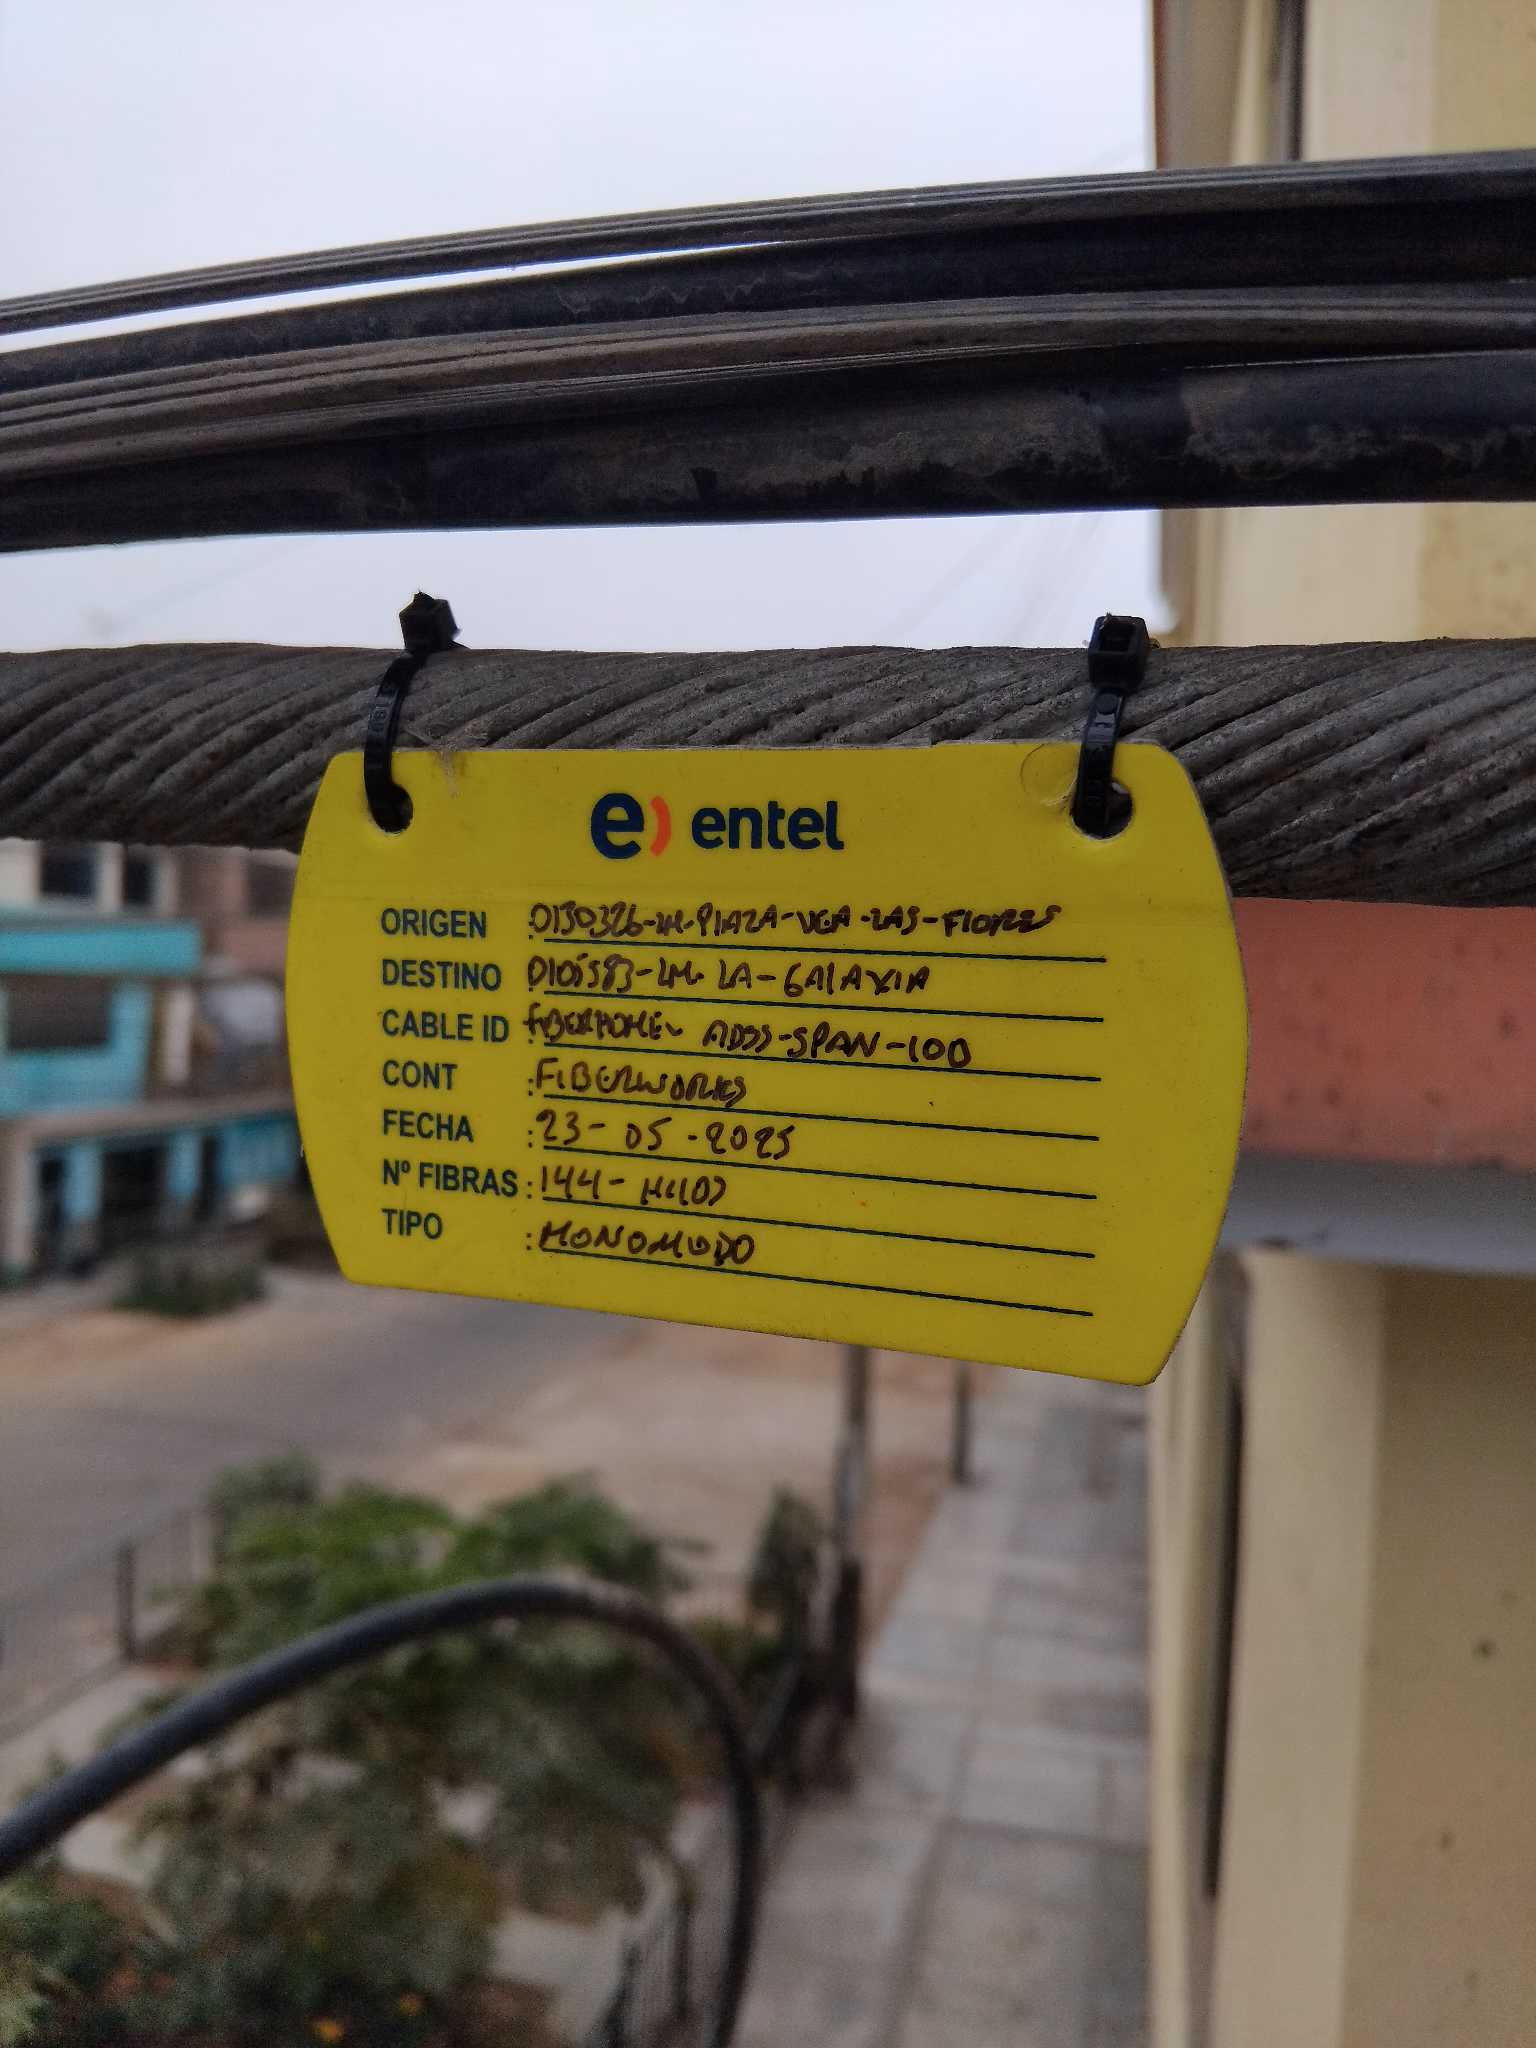 e) entel
ORIGEN : 0130326-LM-PLAZA-VEA-LAS-FLORES
DESTINO : 0105583-LM-LA-GALAXIA
CABLE ID : FIBERHOME- ADSS-SPAN-100
CONT : FIBERWORKS
FECHA : 23-05-2025
Nº FIBRAS : 144-HILOS
TIPO : MONOMODO